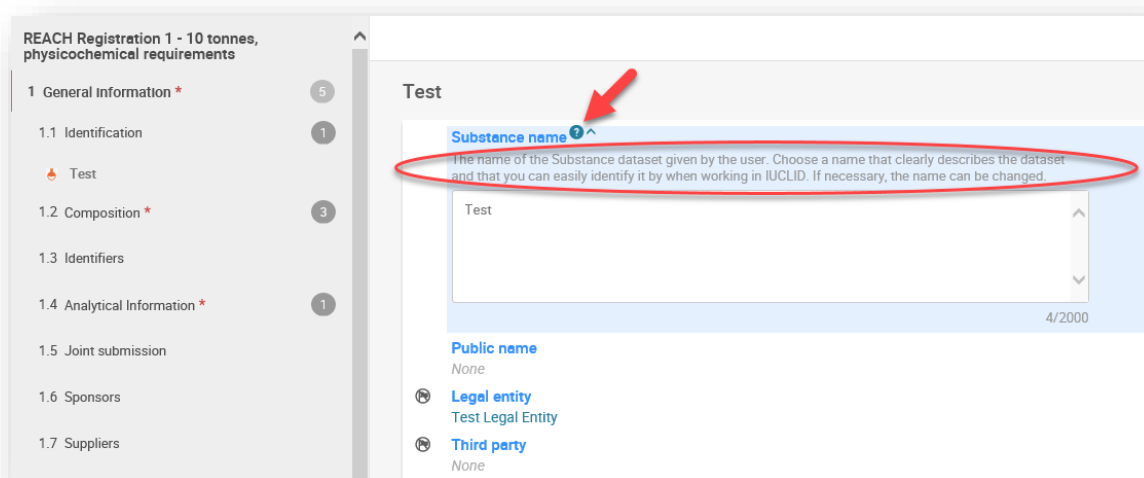 REACH Registration 1 - 10 tonnes,
physicochemical requirements
1 General information * 5
1.1 Identification 1
Test
1.2 Composition * 3
1.3 Identifiers
1.4 Analytical Information * 1
1.5 Joint submission
1.6 Sponsors
1.7 Suppliers
Test
Substance name ?
The name of the Substance dataset given by the user. Choose a name that clearly describes the dataset
and that you can easily identify it by when working in IUCLID. If necessary, the name can be changed.
Test
4/2000
Public name
None
Legal entity
Test Legal Entity
Third party
None